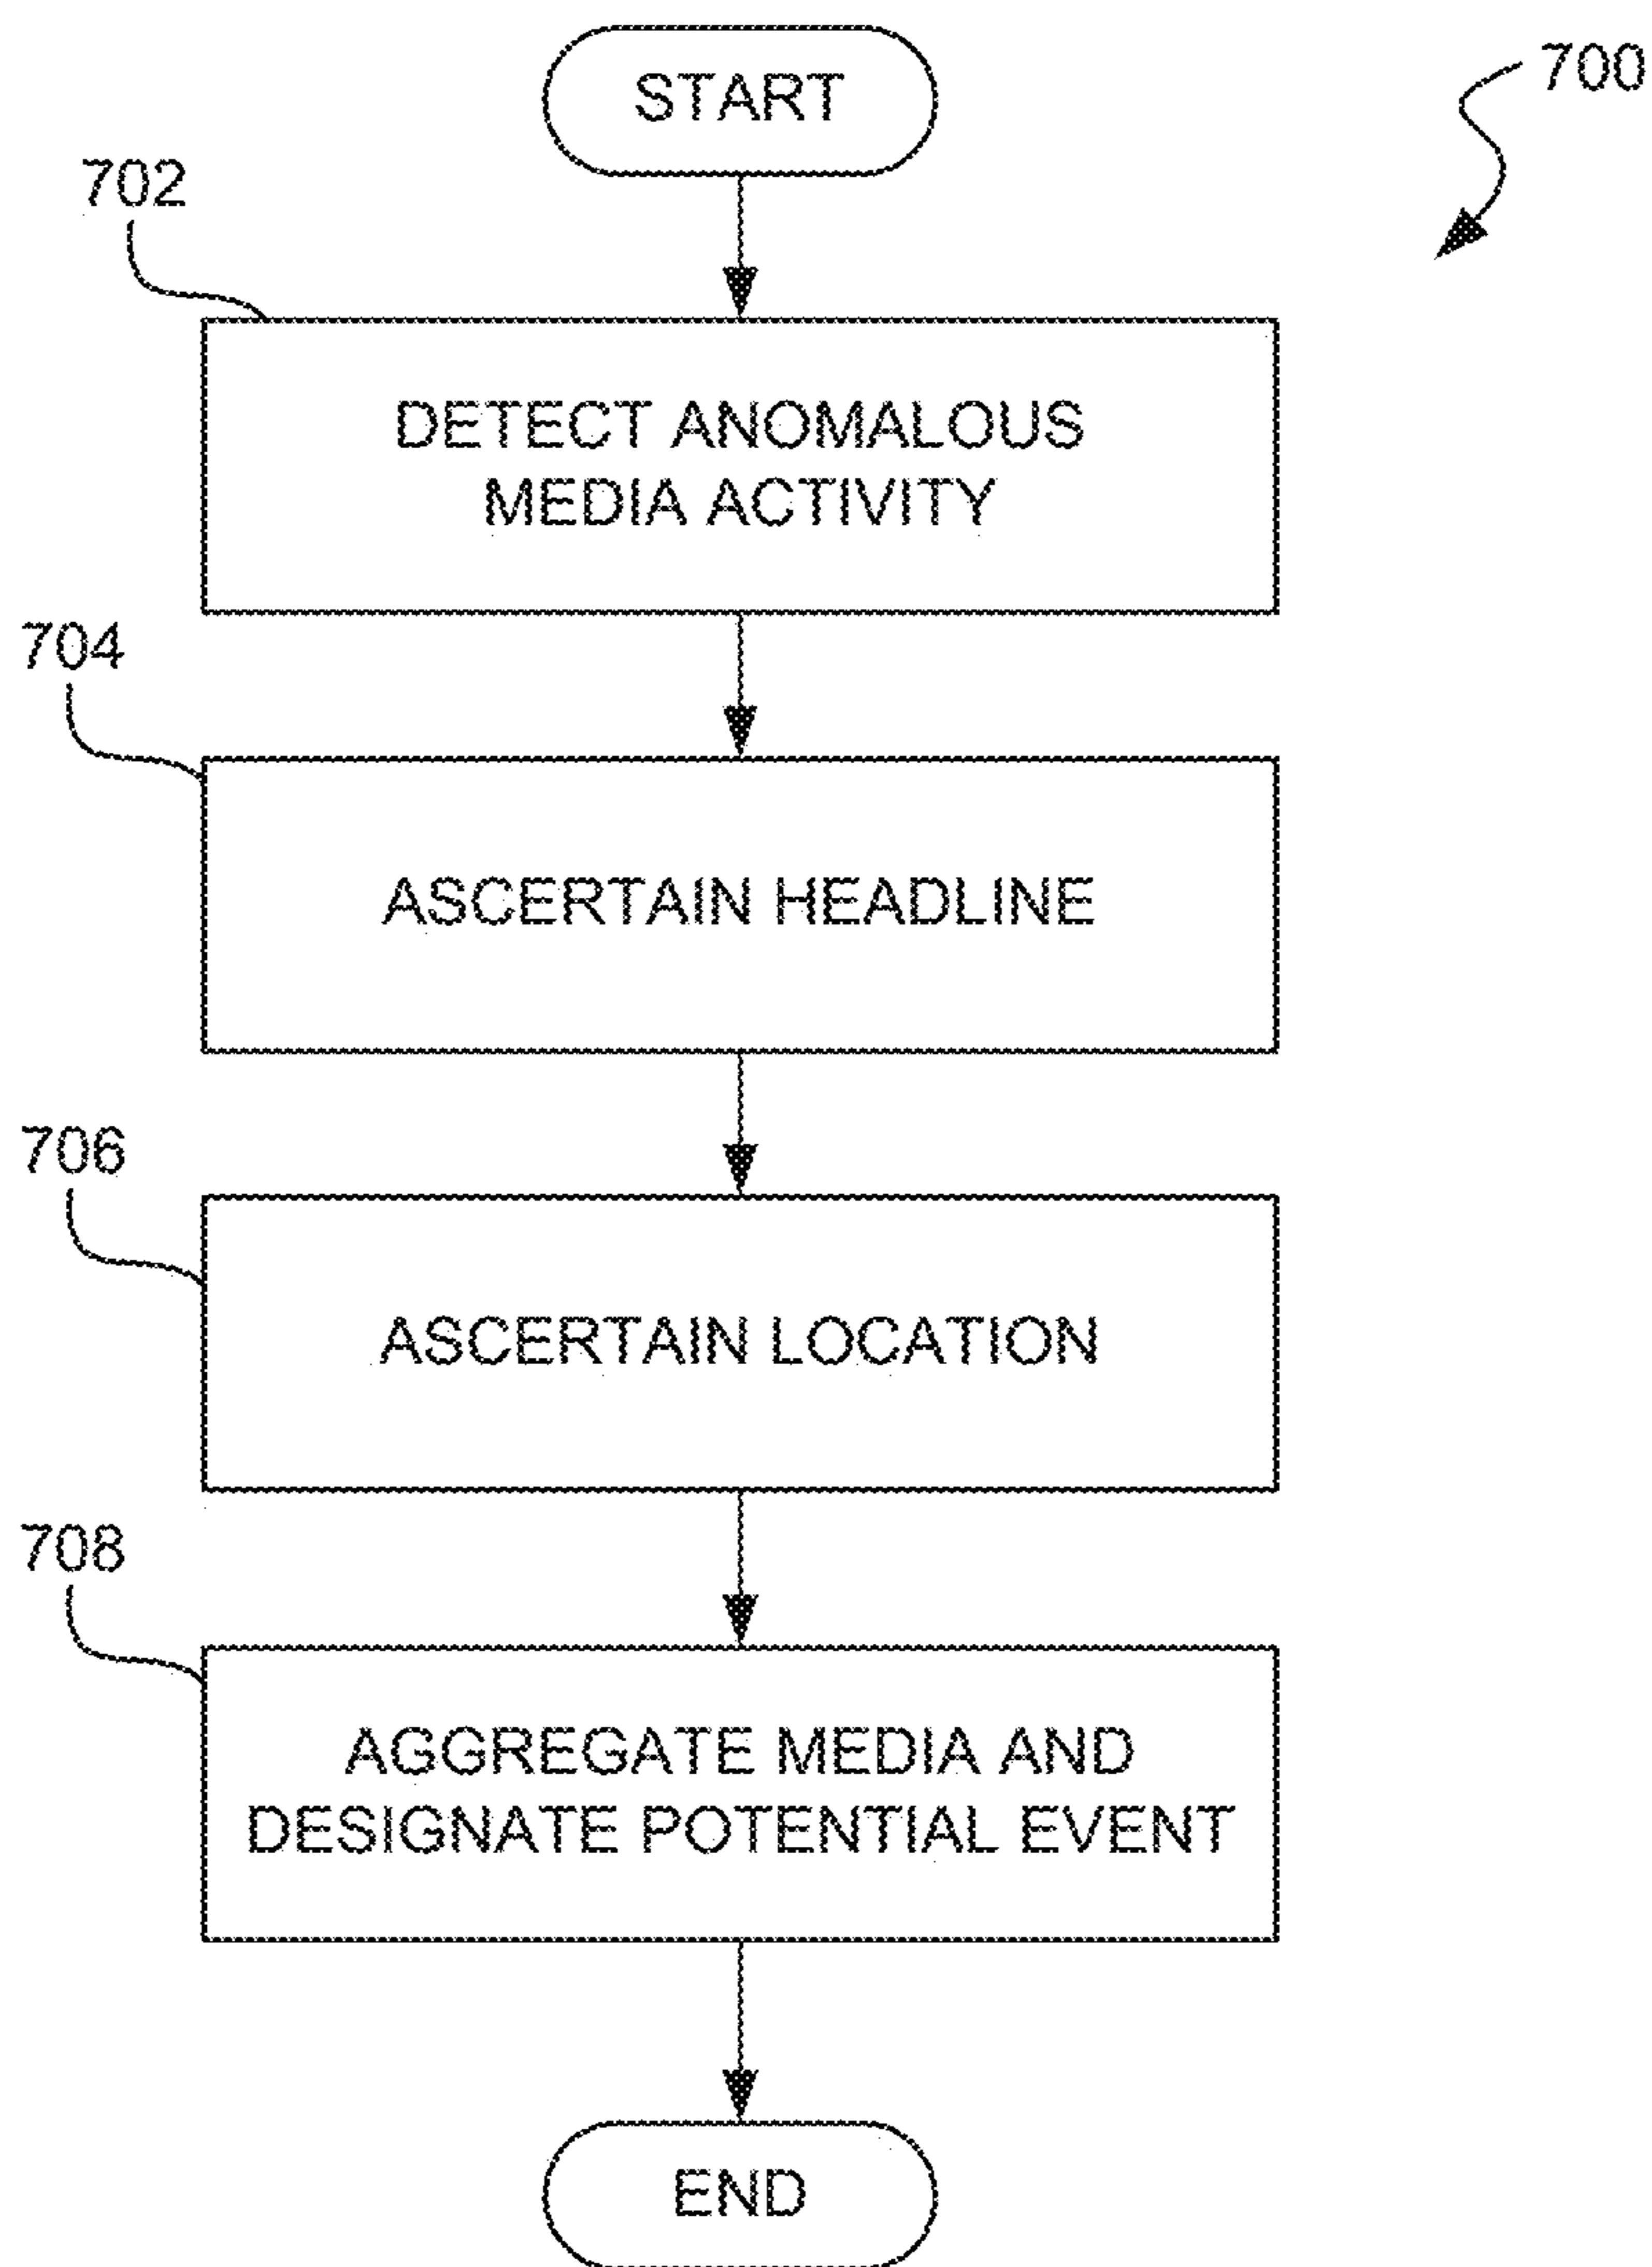 START
700
702
DETECT ANOMALOUS
MEDIA ACTIVITY
704
ASCERTAIN HEADLINE
706
ASCERTAIN LOCATION
708
AGGREGATE MEDIA AND
DESIGNATE POTENTIAL EVENT
END